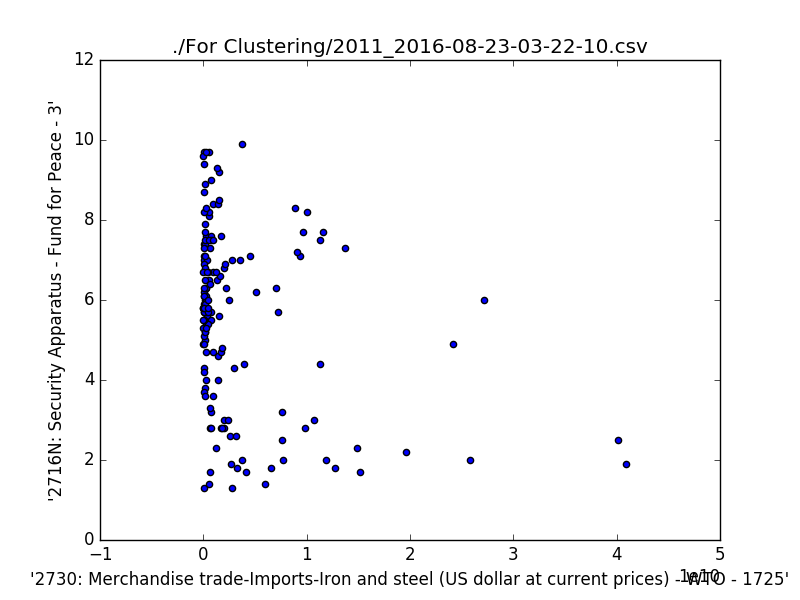 ./For Clustering/2011_2016-08-23-03-22-10.csv
12
10
8
6
4
2
0
'2716N: Security Apparatus - Fund for Peace - 3'
−1 0 1 2 3 4 5
1e10
'2730: Merchandise trade-Imports-Iron and steel (US dollar at current prices) - WTO - 1725'